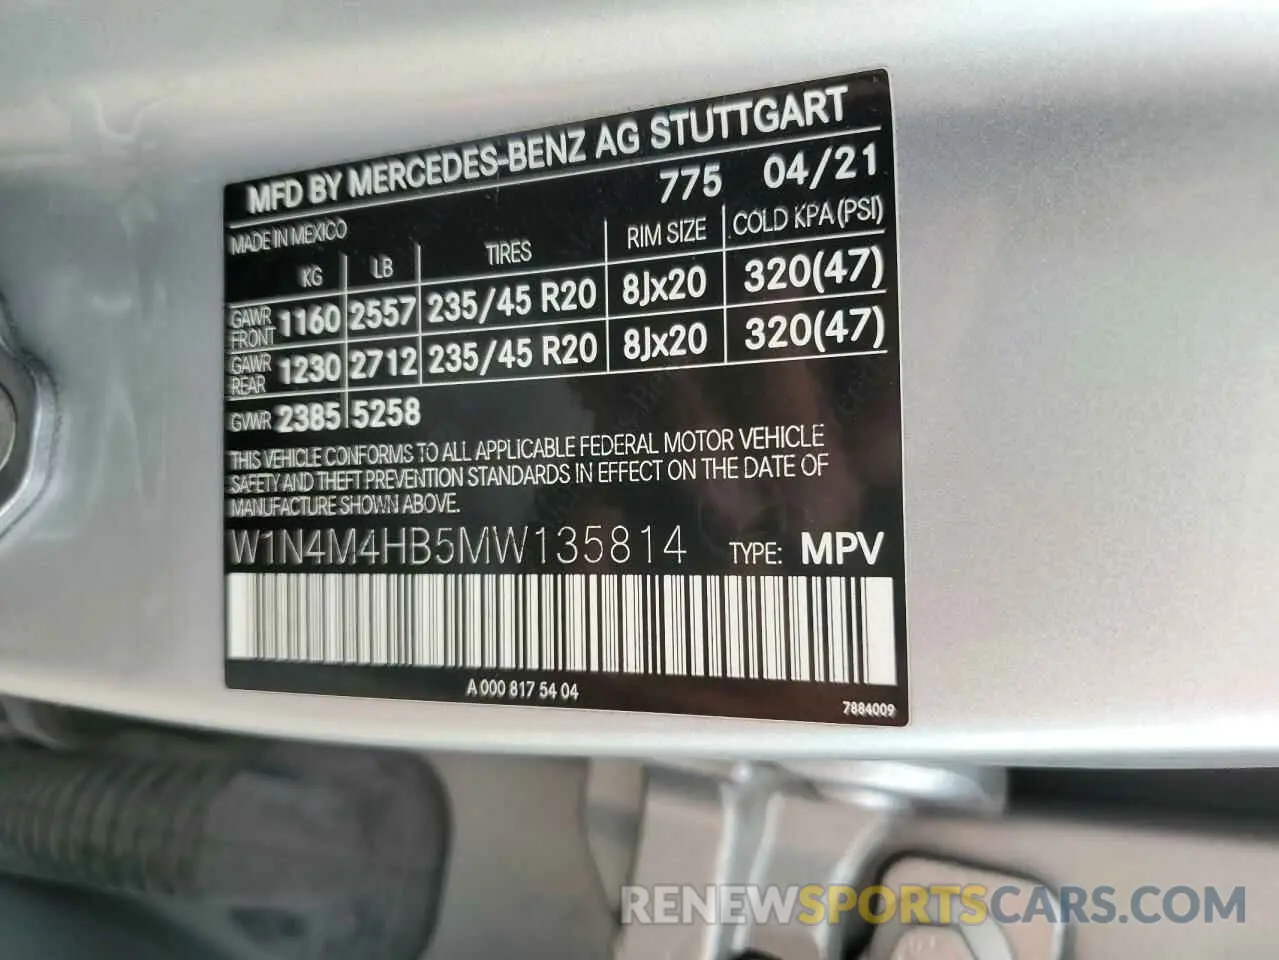 MFD BY MERCEDES-BENZ AG STUTTGART
775 04/21
MADE IN MEXICO
KG LB TIRES RIM SIZE COLD KPA (PSI)
GAWR FRONT 1160 2557 235/45 R20 8Jx20 320(47)
GAWR REAR 1230 2712 235/45 R20 8Jx20 320(47)
GVWR 2385 5258
THIS VEHICLE CONFORMS TO ALL APPLICABLE FEDERAL MOTOR VEHICLE
SAFETY AND THEFT PREVENTION STANDARDS IN EFFECT ON THE DATE OF
MANUFACTURE SHOWN ABOVE.
W1N4M4HB5MW135814 TYPE: MPV
A 000 817 54 04
7884009
RENEWSPORTSCARS.COM